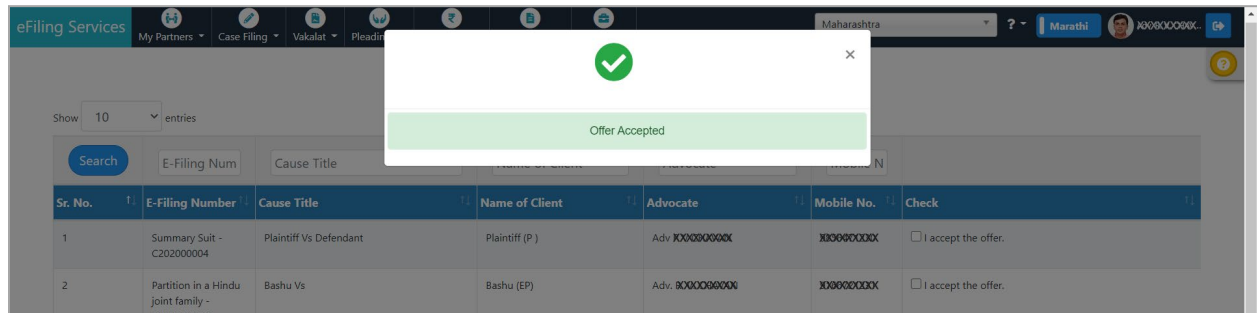 eFiling Services
My Partners Case Filing Vakalat
Maharashtra ? Marathi
×
Show 10 entries
Offer Accepted
Search E-Filing Num Cause Title
Sr. No. E-Filing Number Cause Title Name of Client Advocate Mobile No. Check
1 Summary Suit - Plaintiff Vs Defendant Plaintiff (P ) Adv I accept the offer.
C202000004
2 Partition in a Hindu Bashu Vs Bashu (EP) Adv. I accept the offer.
joint family -